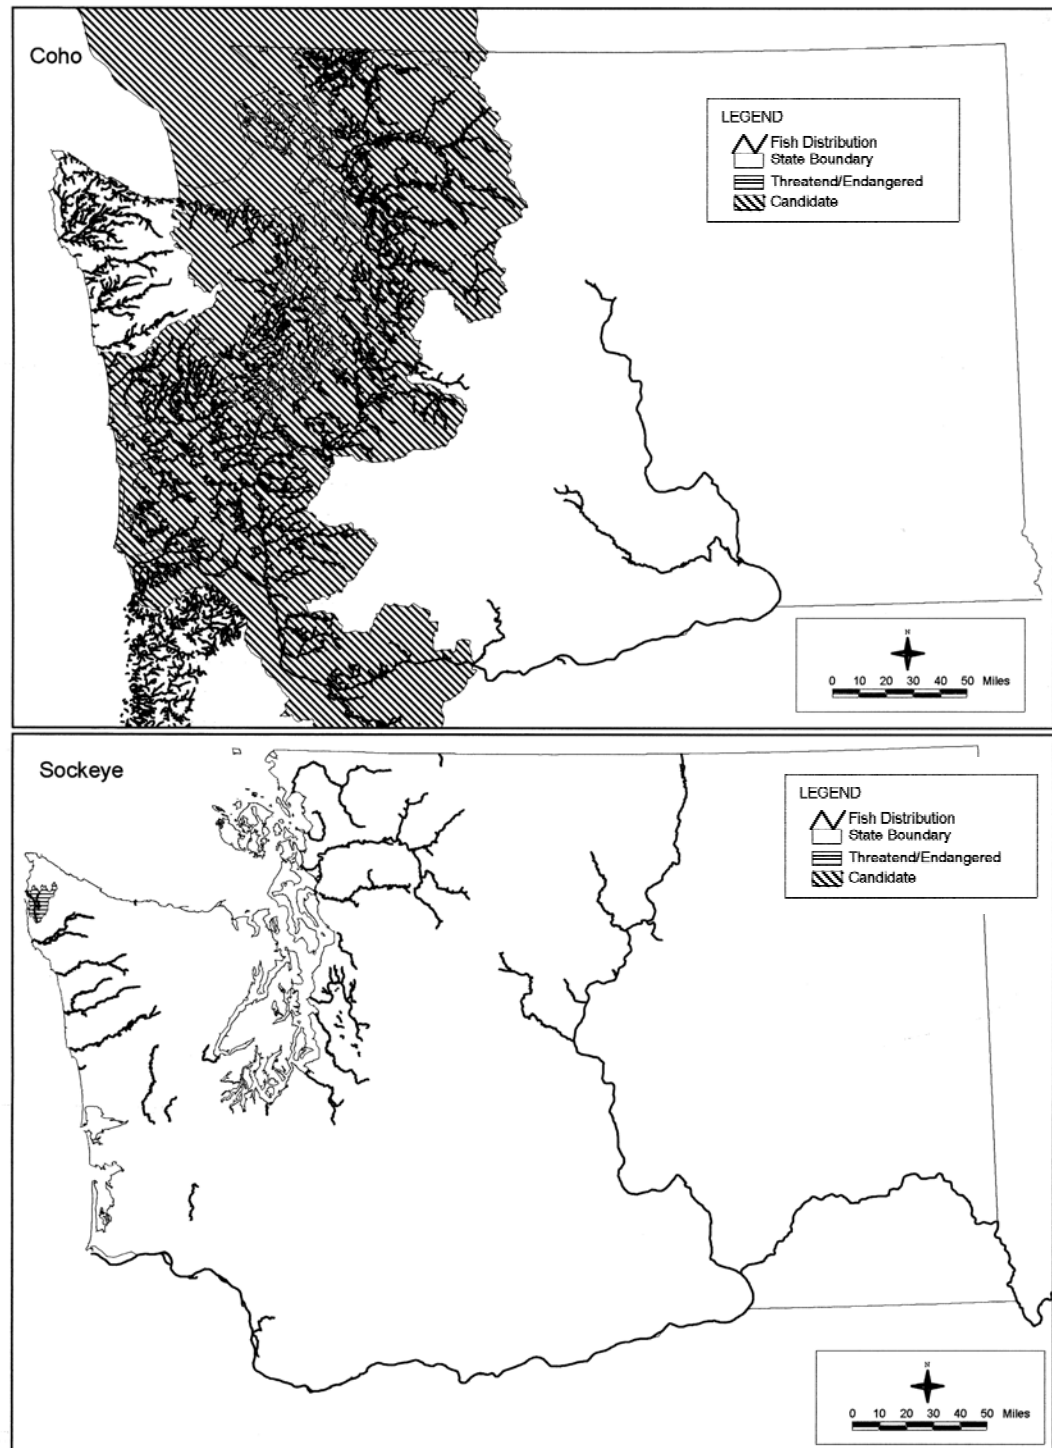 Coho
LEGEND
Fish Distribution
State Boundary
Threatend/Endangered
Candidate
N
0 10 20 30 40 50 Miles
Sockeye
LEGEND
Fish Distribution
State Boundary
Threatend/Endangered
Candidate
N
0 10 20 30 40 50 Miles